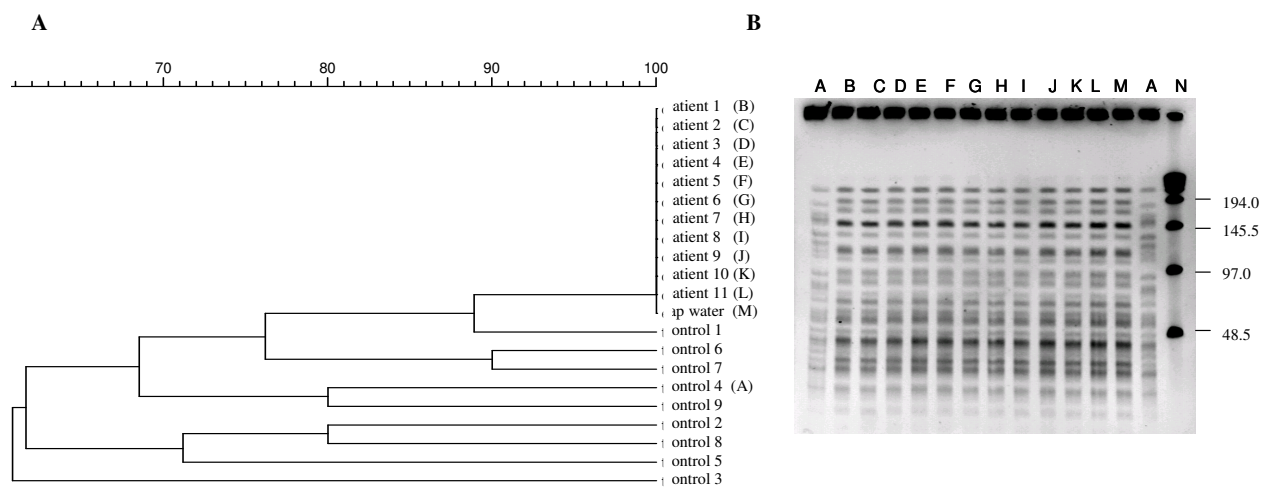 A
B
70 80 90 100
A B C D E F G H I J K L M A N
atient 1 (B)
atient 2 (C)
atient 3 (D)
atient 4 (E)
atient 5 (F)
atient 6 (G)
atient 7 (H)
atient 8 (I)
atient 9 (J)
atient 10 (K)
atient 11 (L)
ap water (M)
ontrol 1
ontrol 6
ontrol 7
ontrol 4 (A)
ontrol 9
ontrol 2
ontrol 8
ontrol 5
ontrol 3
194.0
145.5
97.0
48.5